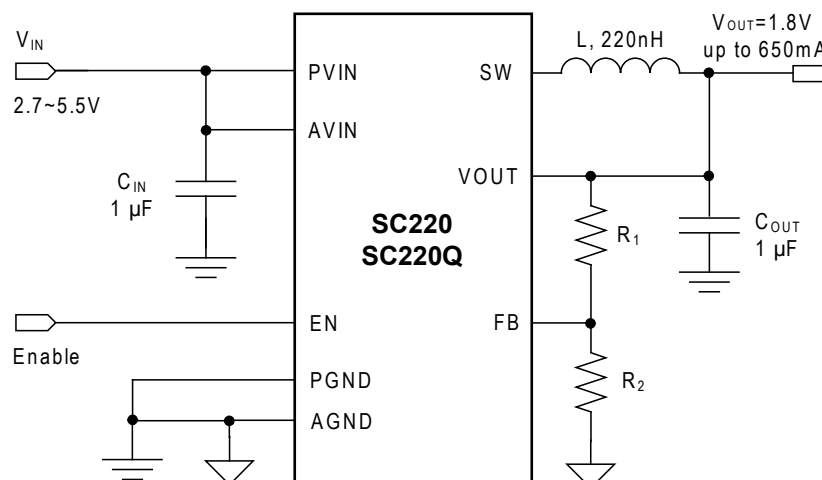 VIN
2.7~5.5V
PVIN
AVIN
CIN
1 µF
SW
L, 220nH
VOUT=1.8V
up to 650mA
VOUT
SC220
SC220Q
R1
COUT
1 µF
EN
Enable
FB
PGND
AGND
R2